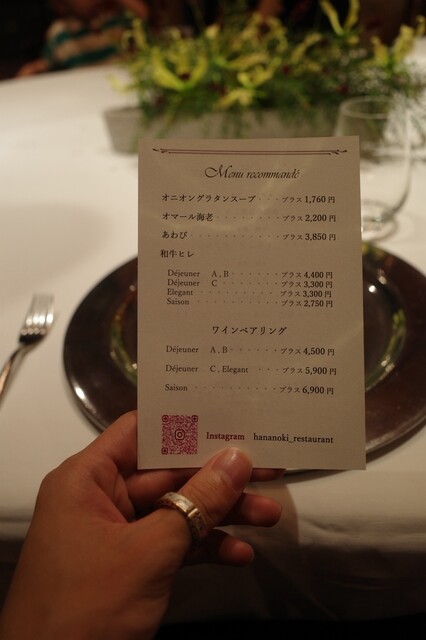 Menu recommandé
オニオングラタンスープ・・・プラス 1,760 円
オマール海老・・・・・・・・プラス 2,200 円
あわび・・・・・・・・・・・プラス 3,850 円
和牛ヒレ
Déjeuner A , B・・・・・・・プラス 4,400 円
Déjeuner C・・・・・・・・プラス 3,300 円
Elegant・・・・・・・・・・プラス 3,300 円
Saison・・・・・・・・・・プラス 2,750 円
ワインペアリング
Déjeuner A , B・・・・・・・プラス 4,500 円
Déjeuner C , Elegant・・・・プラス 5,900 円
Saison・・・・・・・・・・プラス 6,900 円
Instagram hananoki_restaurant